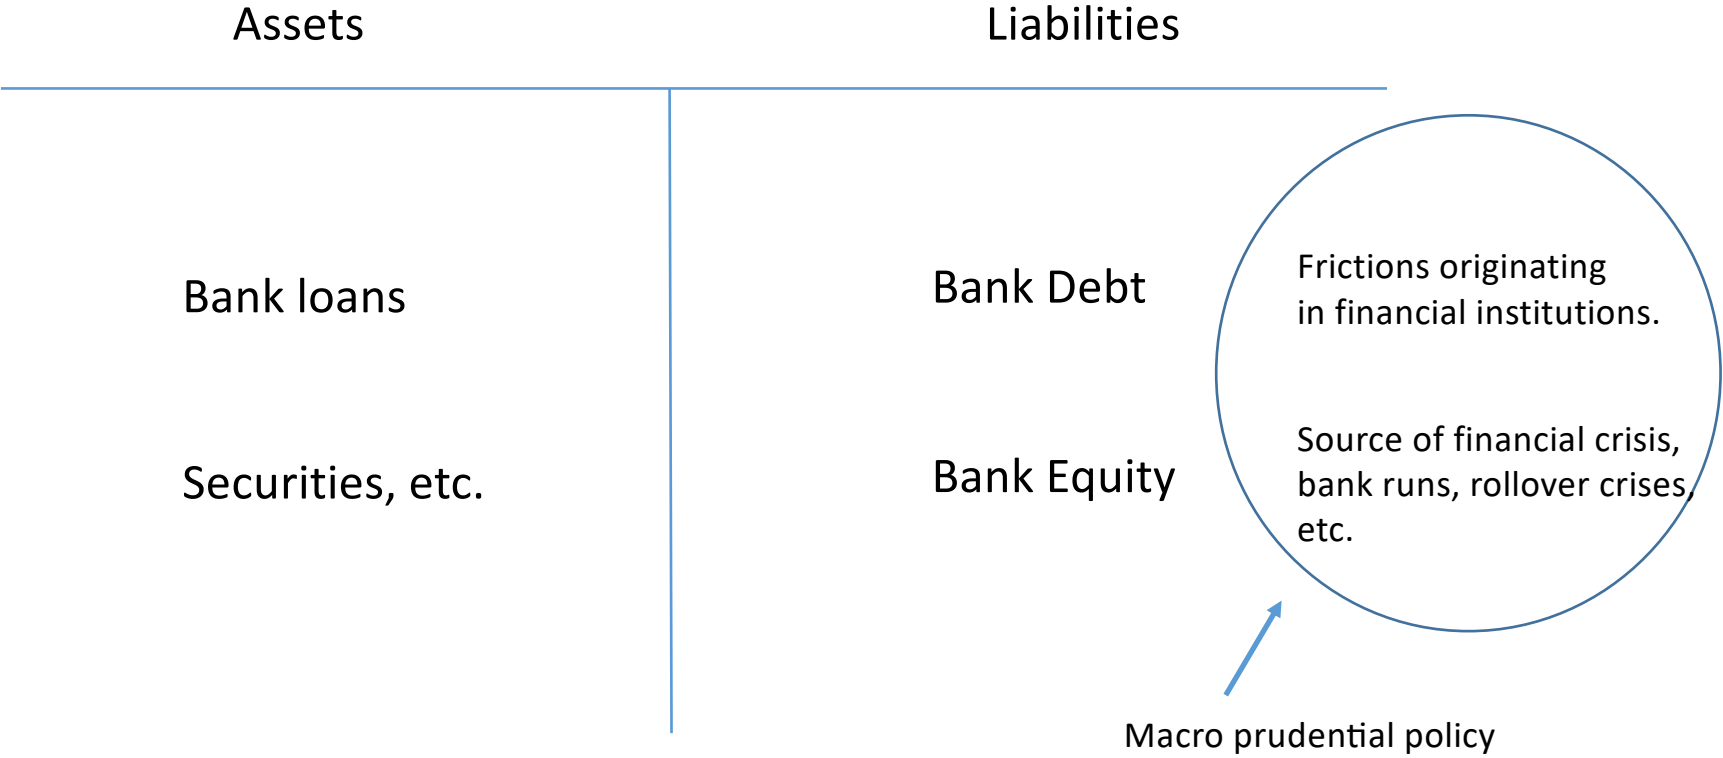 Assets
Liabilities
Bank loans
Securities, etc.
Bank Debt
Bank Equity
Frictions originating
in financial institutions.
Source of financial crisis,
bank runs, rollover crises,
etc.
Macro prudential policy